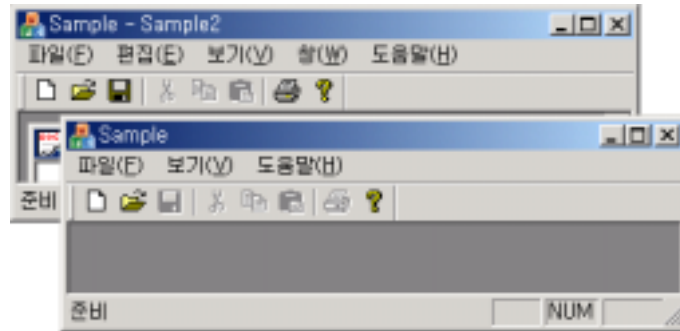 Sample - Sample2
파일(F) 편집(E) 보기(V) 창(W) 도움말(H)
Sample
파일(F) 보기(V) 도움말(H)
준비
준비 NUM